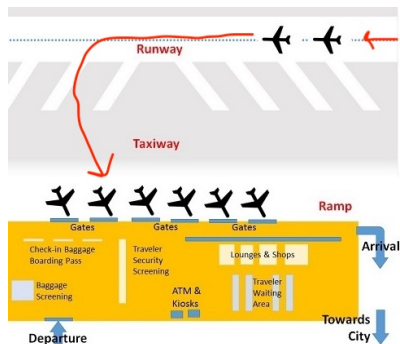 Runway
Taxiway
Ramp
Gates
Gates
Gates
Check-in Baggage
Boarding Pass
Traveler
Security
Screening
Lounges & Shops
Arrival
Baggage
Screening
ATM &
Kiosks
Traveler
Waiting
Area
Departure
Towards
City